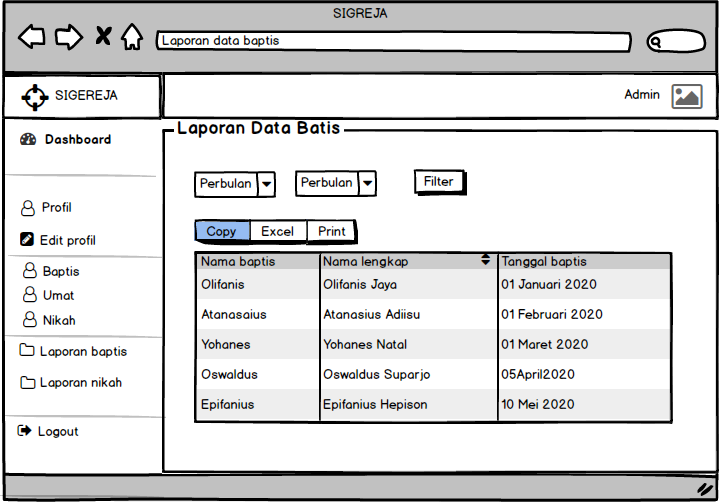 SIGREJA
Laporan data baptis
SIGEREJA
Admin
Dashboard
Profil
Edit profil
Baptis
Umat
Nikah
Laporan baptis
Laporan nikah
Logout
Laporan Data Batis
Perbulan Perbulan Filter
Copy Excel Print
Nama baptis Nama lengkap Tanggal baptis
Olifanis Olifanis Jaya 01 Januari 2020
Atanasaius Atanasius Adiisu 01 Februari 2020
Yohanes Yohanes Natal 01 Maret 2020
Oswaldus Oswaldus Suparjo 05April2020
Epifanius Epifanius Hepison 10 Mei 2020